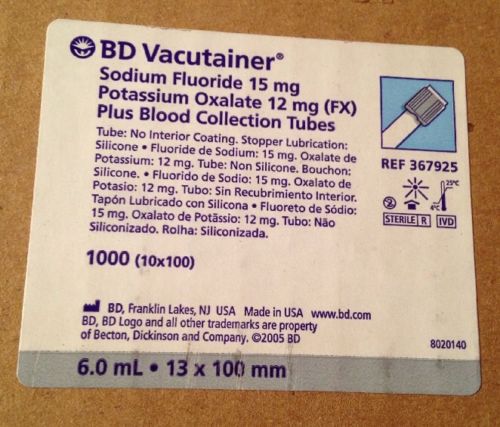 BD Vacutainer®
Sodium Fluoride 15 mg
Potassium Oxalate 12 mg (FX)
Plus Blood Collection Tubes
Tube: No Interior Coating. Stopper Lubrication:
Silicone • Fluoride de Sodium: 15 mg. Oxalate de
Potassium: 12 mg. Tube: Non Silicone. Bouchon:
Silicone. • Fluorido de Sodio: 15 mg. Oxalato de
Potasio: 12 mg. Tubo: Sin Recubrimiento Interior.
Tapón Lubricado con Silicona • Fluoreto de Sódio:
15 mg. Oxalato de Potássio: 12 mg. Tubo: Não
Siliconizado. Rolha: Siliconizada.
REF 367925
25°C
4°C
2
STERILE R IVD
1000 (10x100)
BD, Franklin Lakes, NJ USA Made in USA www.bd.com
BD, BD Logo and all other trademarks are property
of Becton, Dickinson and Company. ©2005 BD
8020140
6.0 mL • 13 x 100 mm